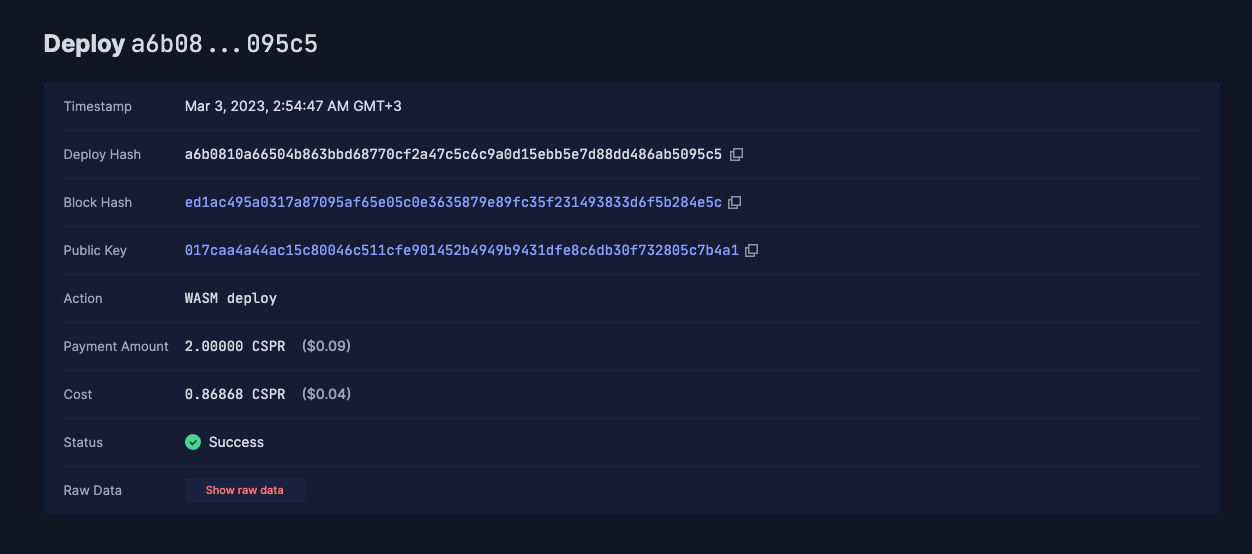 Deploy a6b08...095c5
Timestamp Mar 3, 2023, 2:54:47 AM GMT+3
Deploy Hash a6b0810a66504b863bbd68770cf2a47c5c6c9a0d15ebb5e7d88dd486ab5095c5
Block Hash ed1ac495a0317a87095af65e05c0e3635879e89fc35f231493833d6f5b284e5c
Public Key 017caa4a44ac15c80046c511cfe901452b4949b9431dfe8c6db30f732805c7b4a1
Action WASM deploy
Payment Amount 2.00000 CSPR ($0.09)
Cost 0.86868 CSPR ($0.04)
Status Success
Raw Data Show raw data